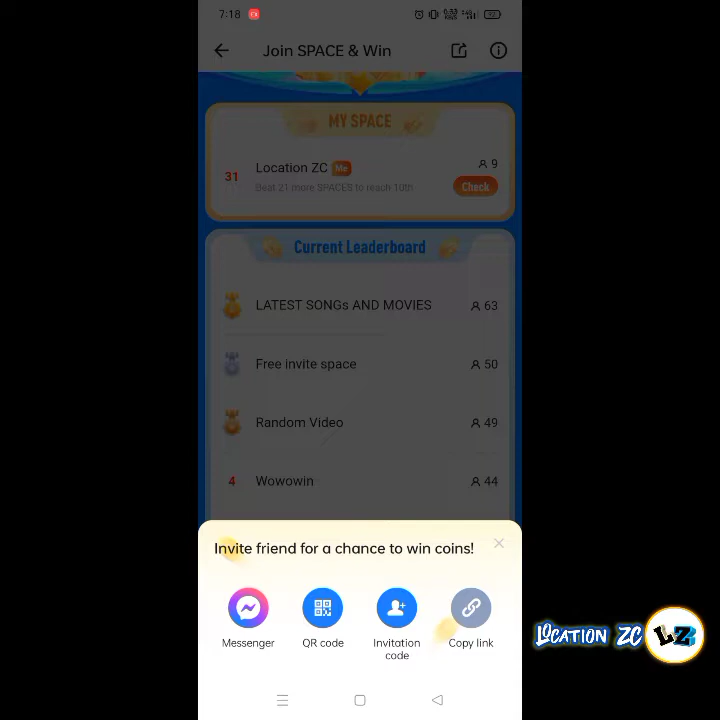 7:18
Join SPACE & Win
MY SPACE
31
Location ZC Me
9
Beat 21 more SPACES to reach 10th
Check
Current Leaderboard
LATEST SONGs AND MOVIES 63
Free invite space 50
Random Video 49
4 Wowowin 44
Invite friend for a chance to win coins!
Messenger
QR code
Invitation
code
Copy link
LOCATION ZC LZ